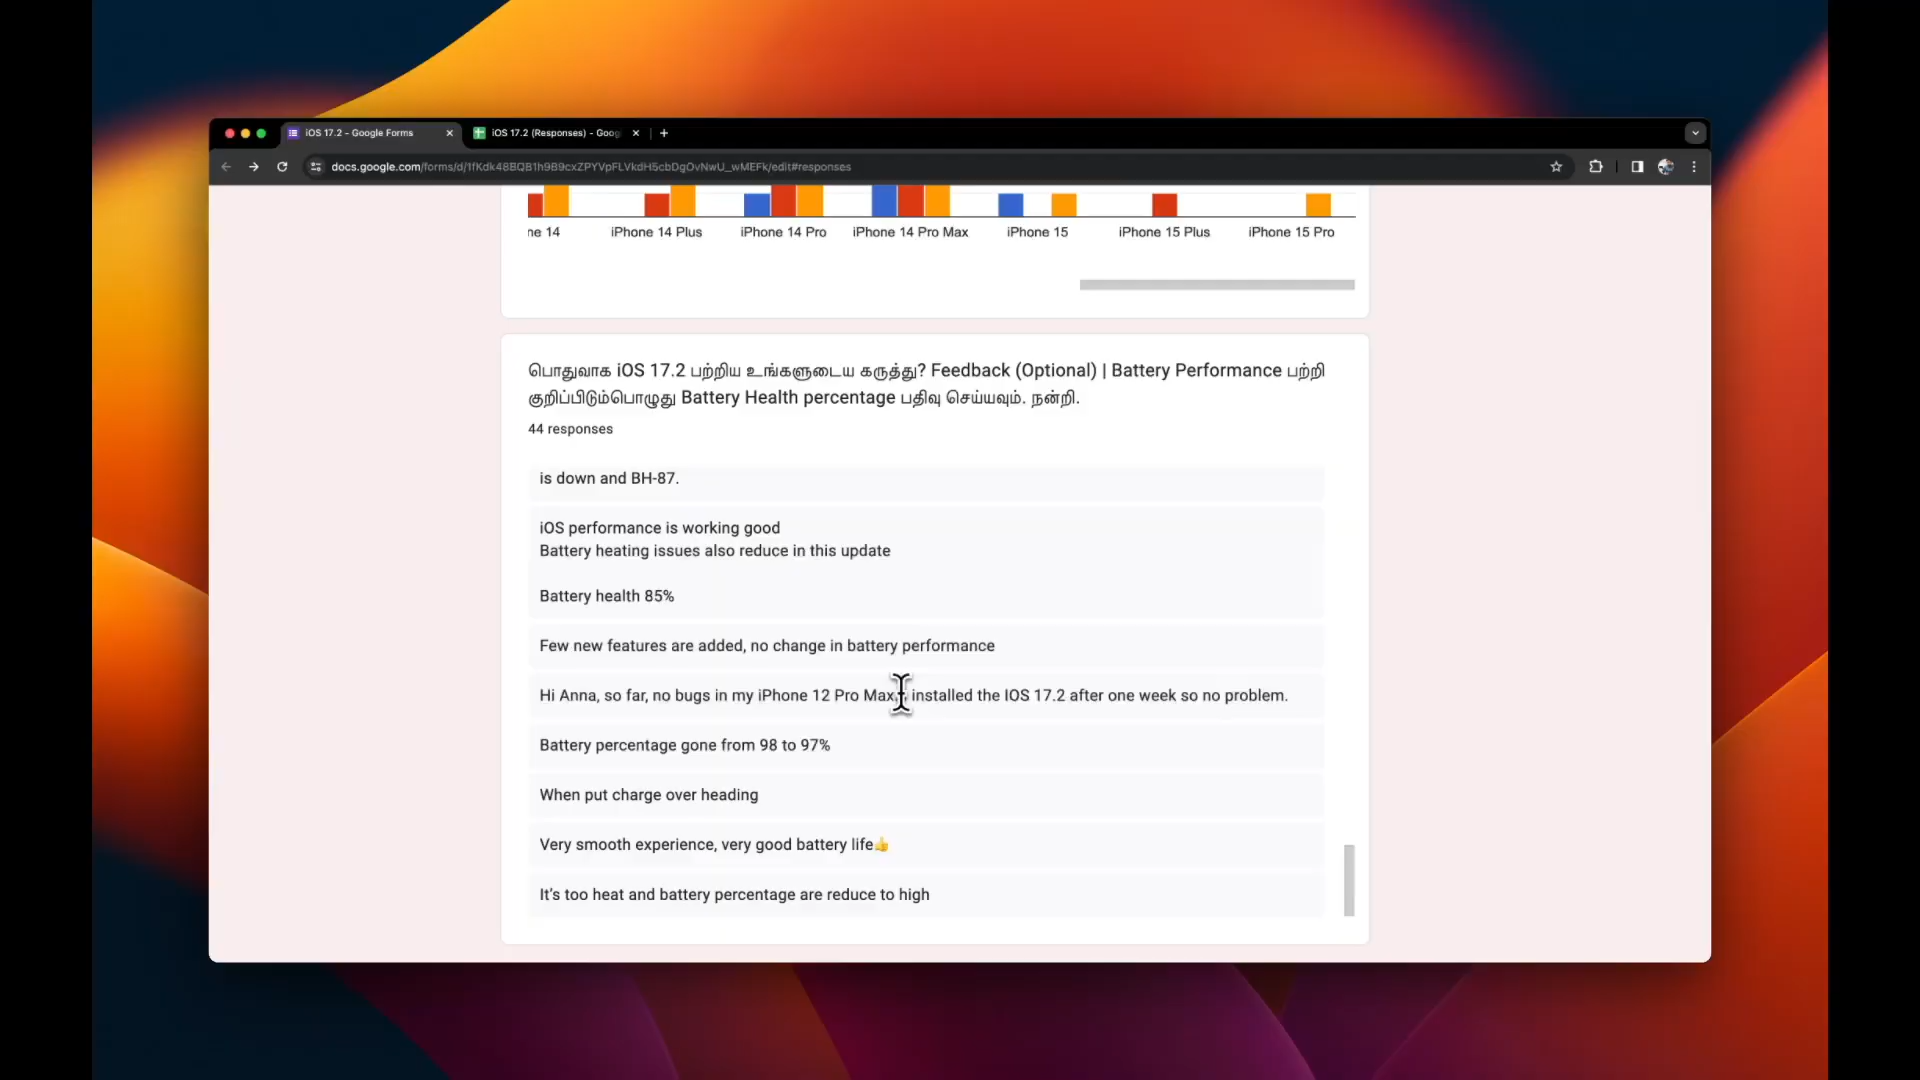 iOS 17.2 - Google Forms
iOS 17.2 (Responses) - Goog
docs.google.com/forms/d/1fKdk48BQB1h9B9cxZPYVpFLVkdH5cbDgOvNwU_wMEFk/edit#responses
ne 14 iPhone 14 Plus iPhone 14 Pro iPhone 14 Pro Max iPhone 15 iPhone 15 Plus iPhone 15 Pro
பொதுவாக iOS 17.2 பற்றிய உங்களுடைய கருத்து? Feedback (Optional) | Battery Performance பற்றி
குறிப்பிடும்பொழுது Battery Health percentage பதிவு செய்யவும். நன்றி.
44 responses
is down and BH-87.
iOS performance is working good
Battery heating issues also reduce in this update
Battery health 85%
Few new features are added, no change in battery performance
Hi Anna, so far, no bugs in my iPhone 12 Pro Max installed the IOS 17.2 after one week so no problem.
Battery percentage gone from 98 to 97%
When put charge over heading
Very smooth experience, very good battery life👍
It's too heat and battery percentage are reduce to high